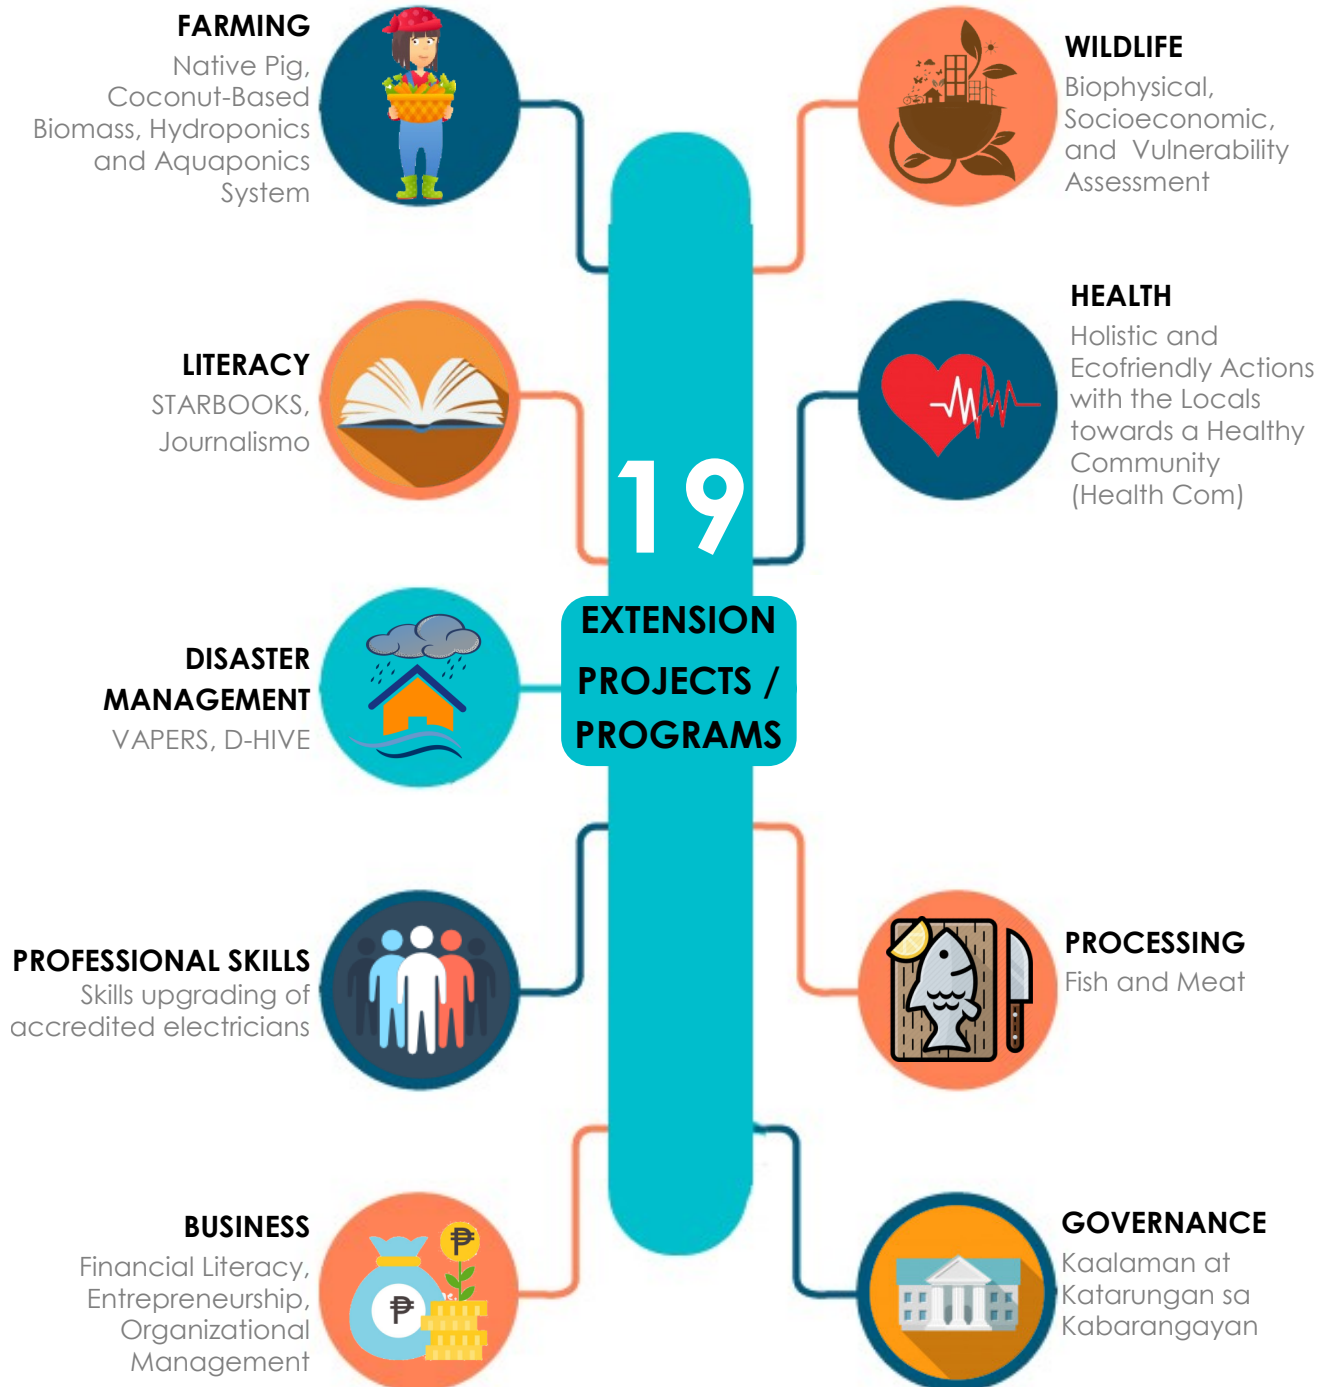 FARMING
Native Pig,
Coconut-Based
Biomass, Hydroponics
and Aquaponics
System
WILDLIFE
Biophysical,
Socioeconomic,
and Vulnerability
Assessment
LITERACY
STARBOOKS,
Journalismo
HEALTH
Holistic and
Ecofriendly Actions
with the Locals
towards a Healthy
Community
(Health Com)
19
EXTENSION
PROJECTS /
PROGRAMS
DISASTER
MANAGEMENT
VAPERS, D-HIVE
PROFESSIONAL SKILLS
Skills upgrading of
accredited electricians
PROCESSING
Fish and Meat
BUSINESS
Financial Literacy,
Entrepreneurship,
Organizational
Management
₱
₱
GOVERNANCE
Kaalaman at
Katarungan sa
Kabarangayan